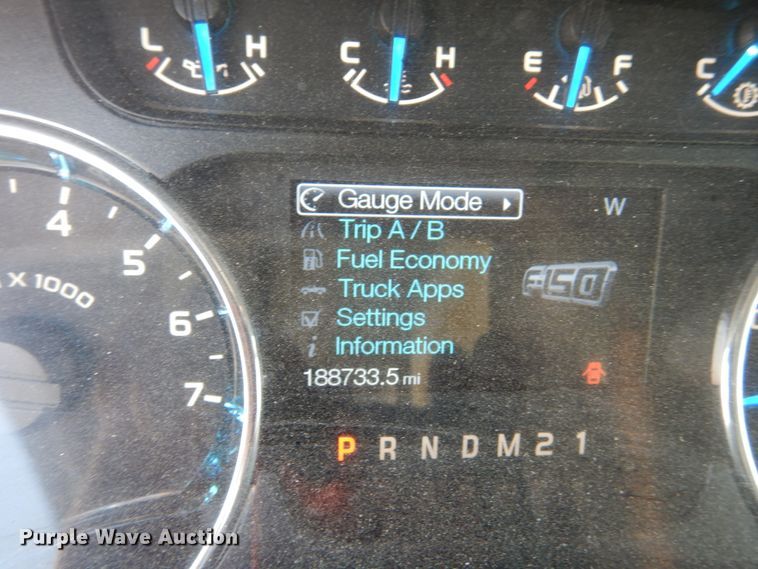 L H C H E F C
4
5
X 1000
6
7
Gauge Mode
W
Trip A / B
Fuel Economy
F-150
Truck Apps
Settings
i Information
188733.5 mi
P R N D M 2 1
Purple Wave Auction